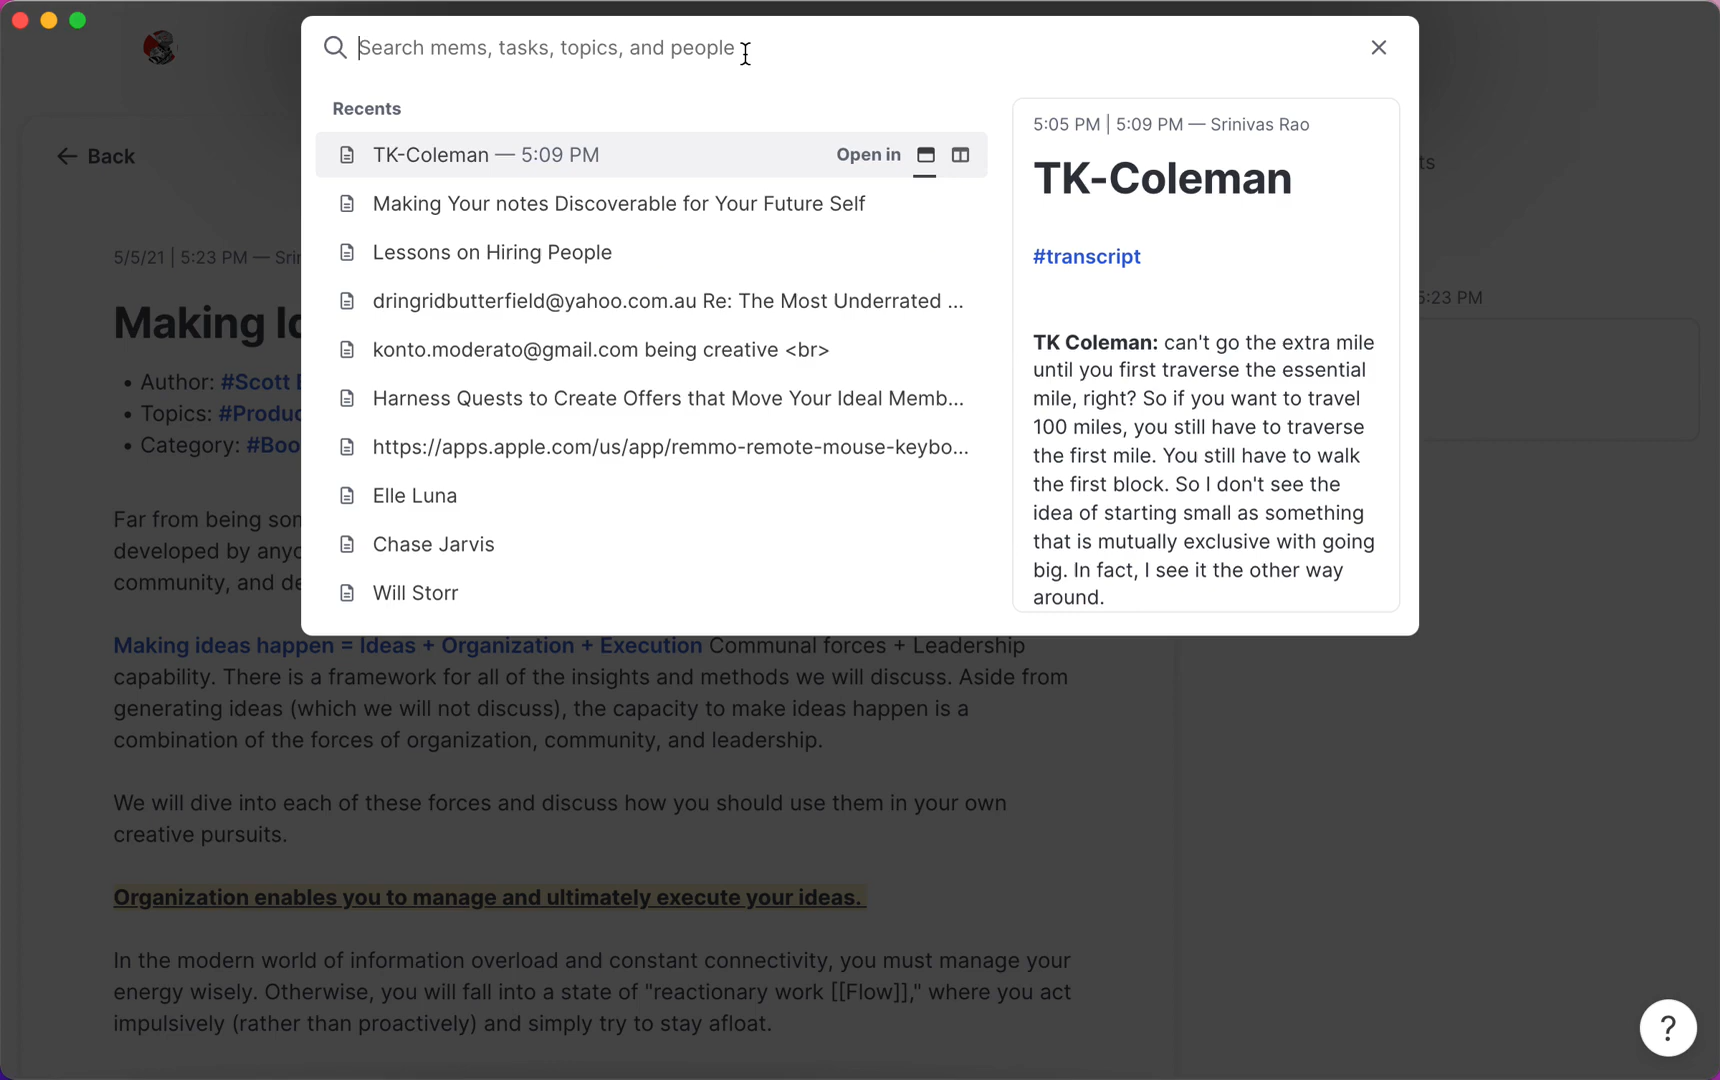 Search mems, tasks, topics, and people
Recents
TK-Coleman — 5:09 PM
Open in
Making Your notes Discoverable for Your Future Self
Lessons on Hiring People
dringridbutterfield@yahoo.com.au Re: The Most Underrated ...
konto.moderato@gmail.com being creative <br>
Harness Quests to Create Offers that Move Your Ideal Memb...
https://apps.apple.com/us/app/remmo-remote-mouse-keybo...
Elle Luna
Chase Jarvis
Will Storr
5:05 PM | 5:09 PM — Srinivas Rao
TK-Coleman
#transcript
TK Coleman: can't go the extra mile
until you first traverse the essential
mile, right? So if you want to travel
100 miles, you still have to traverse
the first mile. You still have to walk
the first block. So I don't see the
idea of starting small as something
that is mutually exclusive with going
big. In fact, I see it the other way
around.
← Back
5/5/21 | 5:23 PM —
Making
• Author: #Scott
• Topics:
• Category:
5:23 PM
Far from being
developed by
community, and
Making ideas happen = Ideas + Organization + Execution Communal forces + Leadership
capability. There is a framework for all of the insights and methods we will discuss. Aside from
generating ideas (which we will not discuss), the capacity to make ideas happen is a
combination of the forces of organization, community, and leadership.
We will dive into each of these forces and discuss how you should use them in your own
creative pursuits.
Organization enables you to manage and ultimately execute your ideas.
In the modern world of information overload and constant connectivity, you must manage your
energy wisely. Otherwise, you will fall into a state of "reactionary work [[Flow]]," where you act
impulsively (rather than proactively) and simply try to stay afloat.
?